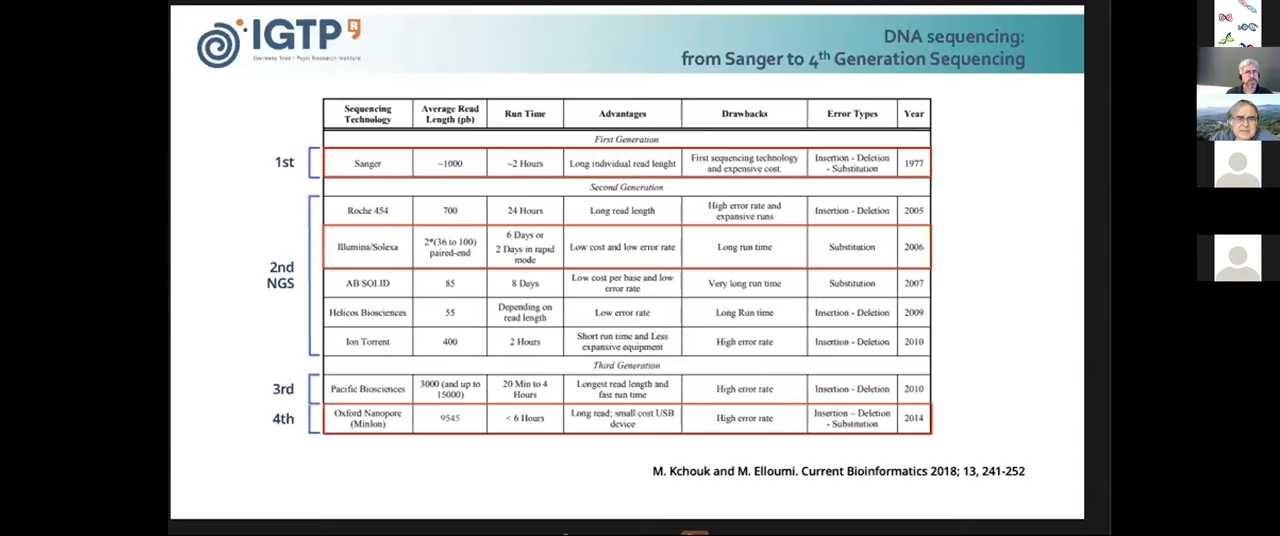 IGTP
Germans Trias i Pujol Research Institute
DNA sequencing:
from Sanger to 4th Generation Sequencing
Sequencing Technology
Average Read Length (pb)
Run Time
Advantages
Drawbacks
Error Types
Year
First Generation
1st
Sanger
~1000
~2 Hours
Long individual read lenght
First sequencing technology and expensive cost.
Insertion - Deletion - Substitution
1977
Second Generation
2nd
NGS
Roche 454
700
24 Hours
Long read length
High error rate and expansive runs
Insertion - Deletion
2005
Illumina/Solexa
2*(36 to 100) paired-end
6 Days or 2 Days in rapid mode
Low cost and low error rate
Long run time
Substitution
2006
AB SOLID
85
8 Days
Low cost per base and low error rate
Very long run time
Substitution
2007
Helicos Biosciences
55
Depending on read length
Low error rate
Long Run time
Insertion - Deletion
2009
Ion Torrent
400
2 Hours
Short run time and Less expansive equipment
High error rate
Insertion - Deletion
2010
Third Generation
3rd
Pacific Biosciences
3000 (and up to 15000)
20 Min to 4 Hours
Longest read length and fast run time
High error rate
Insertion - Deletion
2010
4th
Oxford Nanopore (MinIon)
9545
< 6 Hours
Long read; small cost USB device
High error rate
Insertion – Deletion - Substitution
2014
M. Kchouk and M. Elloumi. Current Bioinformatics 2018; 13, 241-252